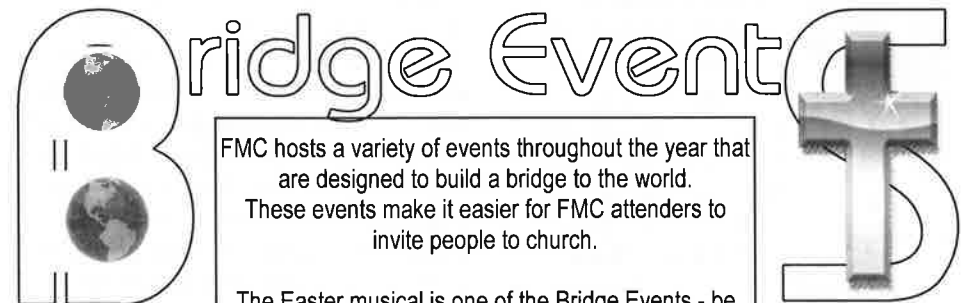 Bridge Events
FMC hosts a variety of events throughout the year that
are designed to build a bridge to the world.
These events make it easier for FMC attenders to
invite people to church.
The Easter musical is one of the Bridge Events - be